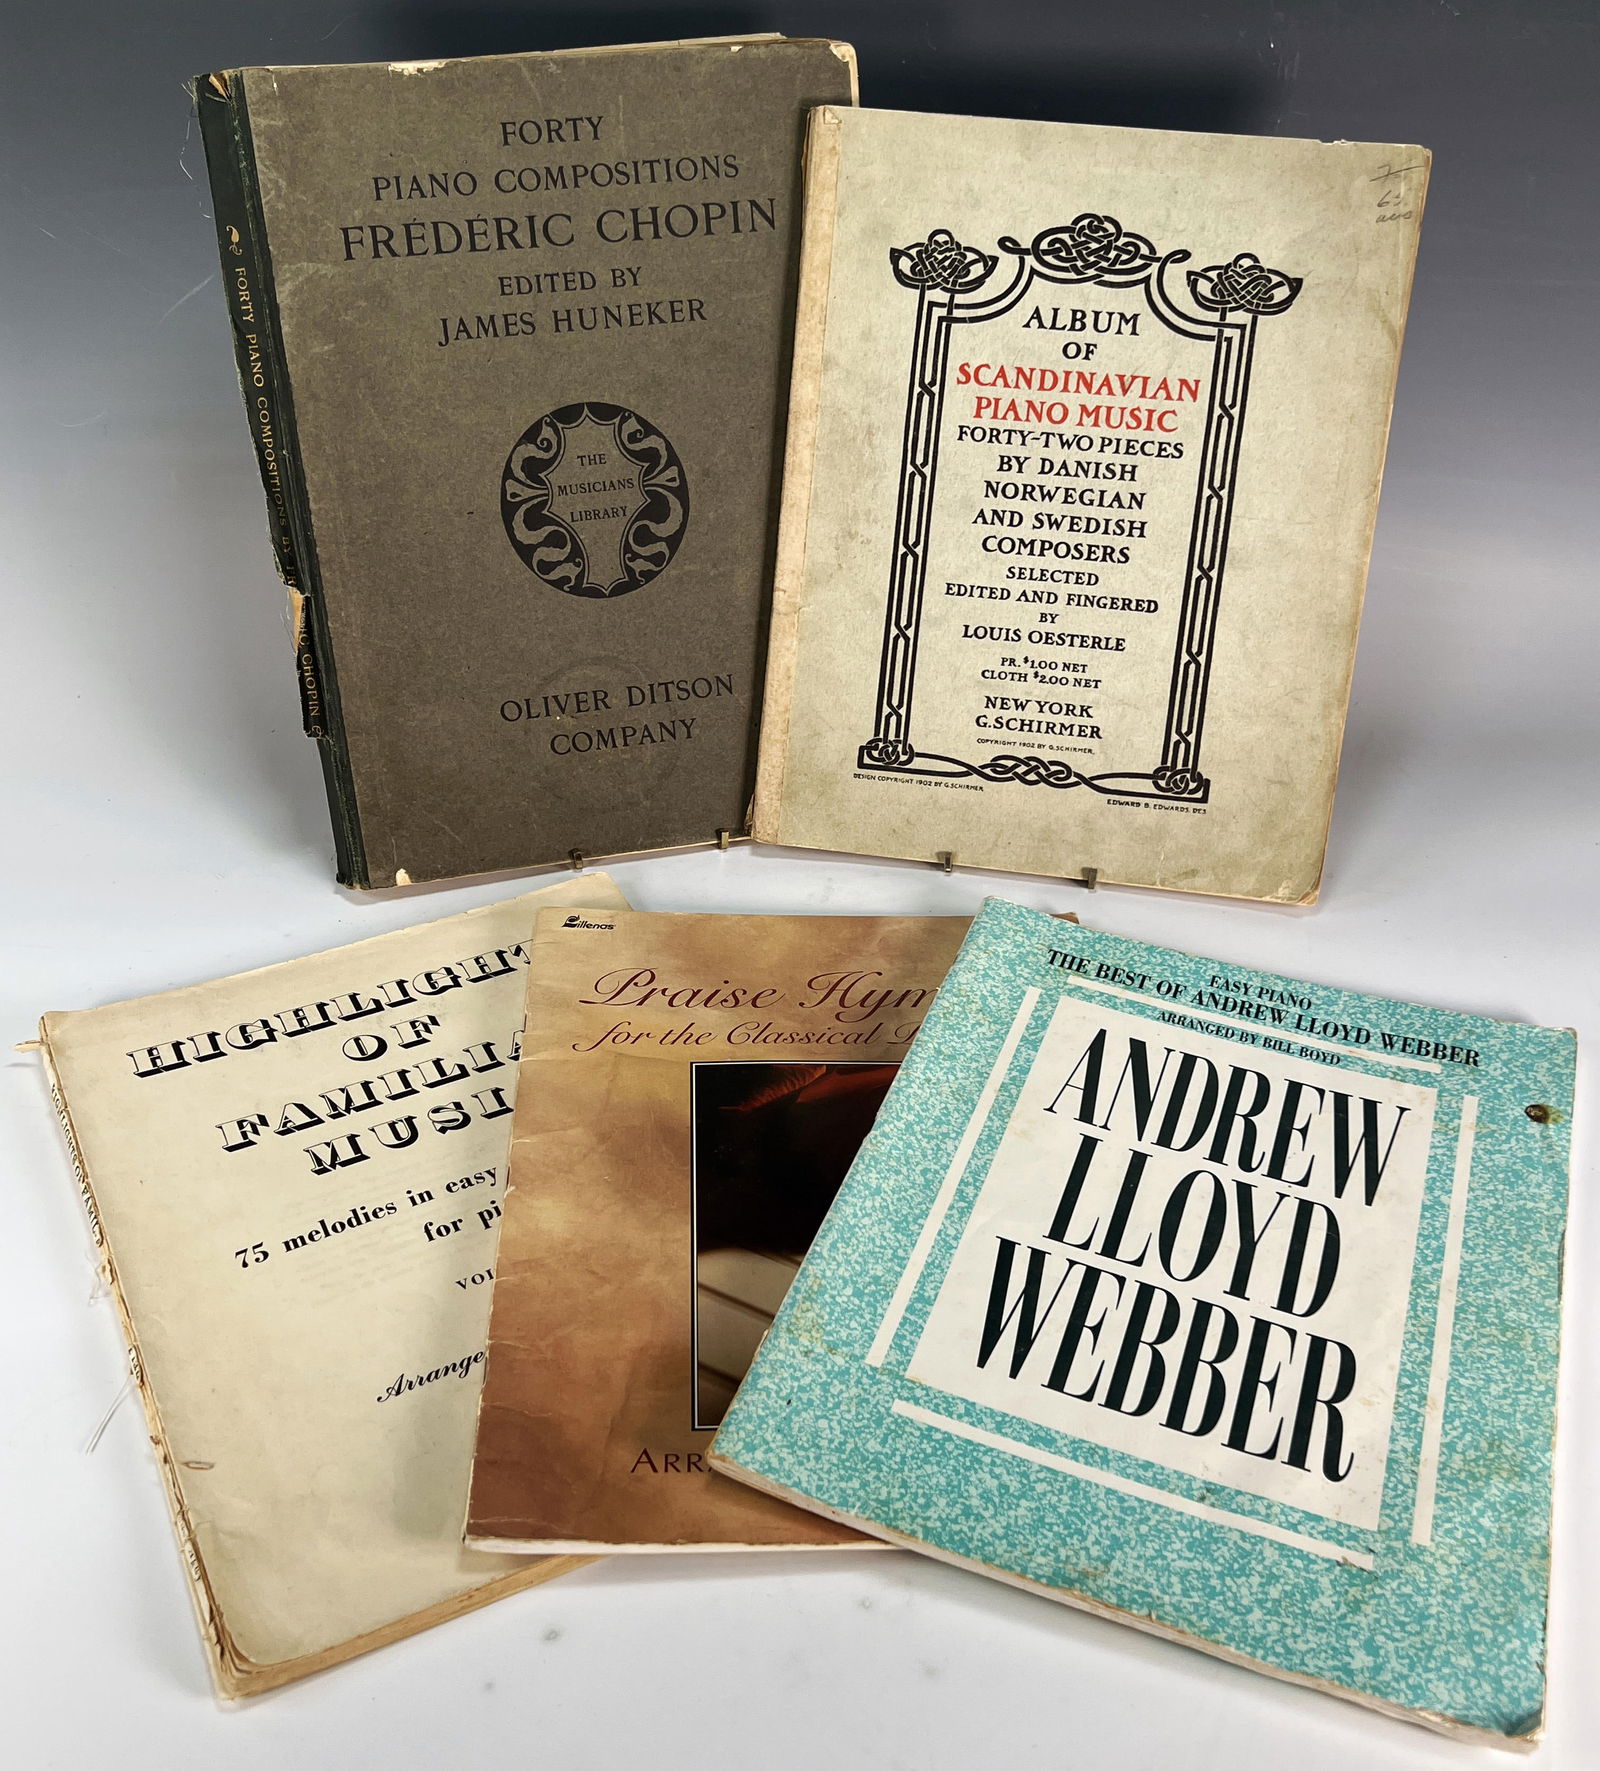 FORTY
PIANO COMPOSITIONS
FRÉDÉRIC CHOPIN
EDITED BY
JAMES HUNEKER
THE
MUSICIANS
LIBRARY
OLIVER DITSON
COMPANY
FORTY PIANO COMPOSITIONS BY FR
IC CHOPIN
ALBUM
OF
SCANDINAVIAN
PIANO MUSIC
FORTY-TWO PIECES
BY DANISH
NORWEGIAN
AND SWEDISH
COMPOSERS
SELECTED
EDITED AND FINGERED
BY
LOUIS OESTERLE
PR. $1.00 NET
CLOTH $2.00 NET
NEW YORK
G. SCHIRMER
COPYRIGHT 1902 BY G. SCHIRMER.
DESIGN COPYRIGHT 1902 BY G. SCHIRMER
EDWARD B. EDWARDS. DES.
HIGHLIGHT
OF
FAMILIA
MUSI
75 melodies in easy
for pi
VOL
Arrange
Lillenas
Praise Hym
for the Classical
ARRA
EASY PIANO
THE BEST OF ANDREW LLOYD WEBBER
ARRANGED BY BILL BOYD
ANDREW
LLOYD
WEBBER